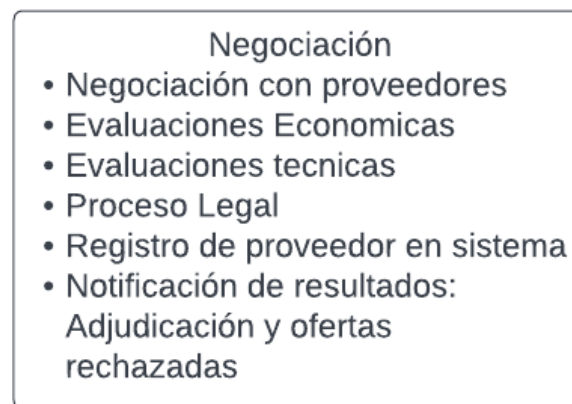 Negociación
• Negociación con proveedores
• Evaluaciones Economicas
• Evaluaciones tecnicas
• Proceso Legal
• Registro de proveedor en sistema
• Notificación de resultados:
Adjudicación y ofertas
rechazadas